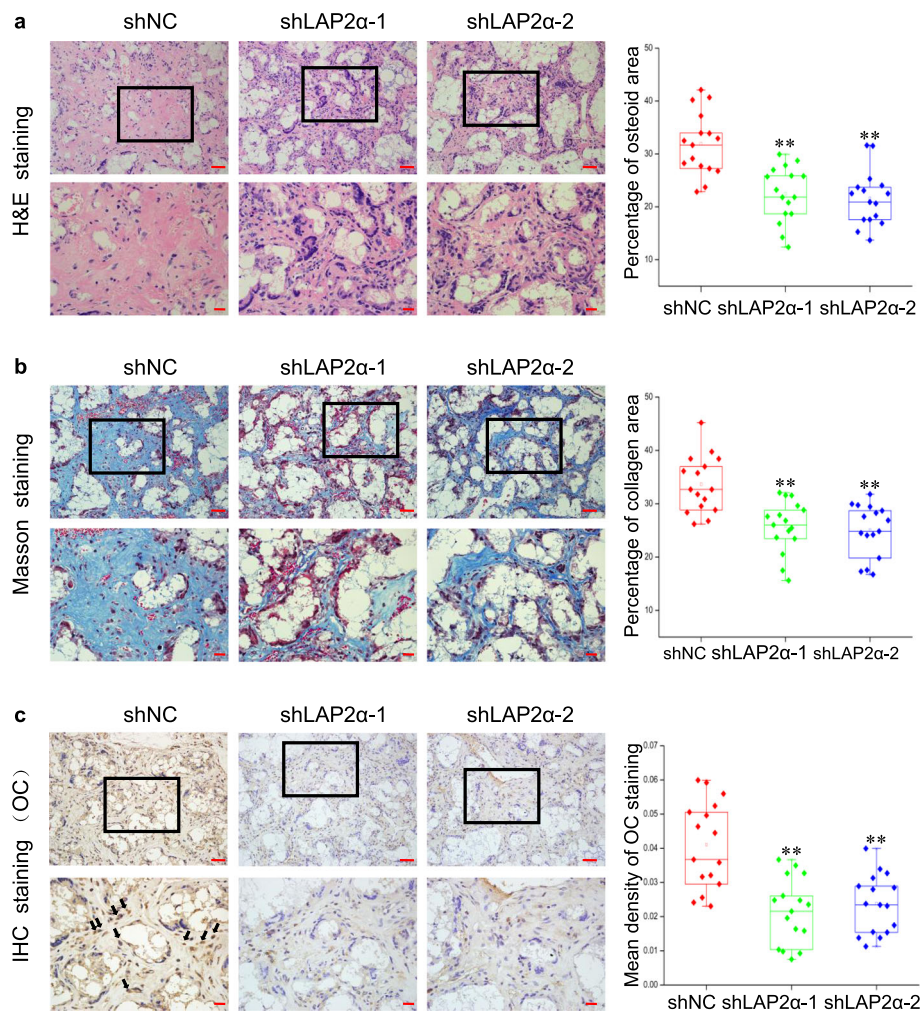 a
shNC shLAP2α-1 shLAP2α-2
H&E staining
50
40
30
20
10
Percentage of osteoid area
**
**
shNC shLAP2α-1 shLAP2α-2
b
shNC shLAP2α-1 shLAP2α-2
Masson staining
50
40
30
20
10
Percentage of collagen area
**
**
shNC shLAP2α-1 shLAP2α-2
c
shNC shLAP2α-1 shLAP2α-2
IHC staining（OC）
0.07
0.06
0.05
0.04
0.03
0.02
0.01
0.00
Mean density of OC staining
**
**
shNC shLAP2α-1 shLAP2α-2